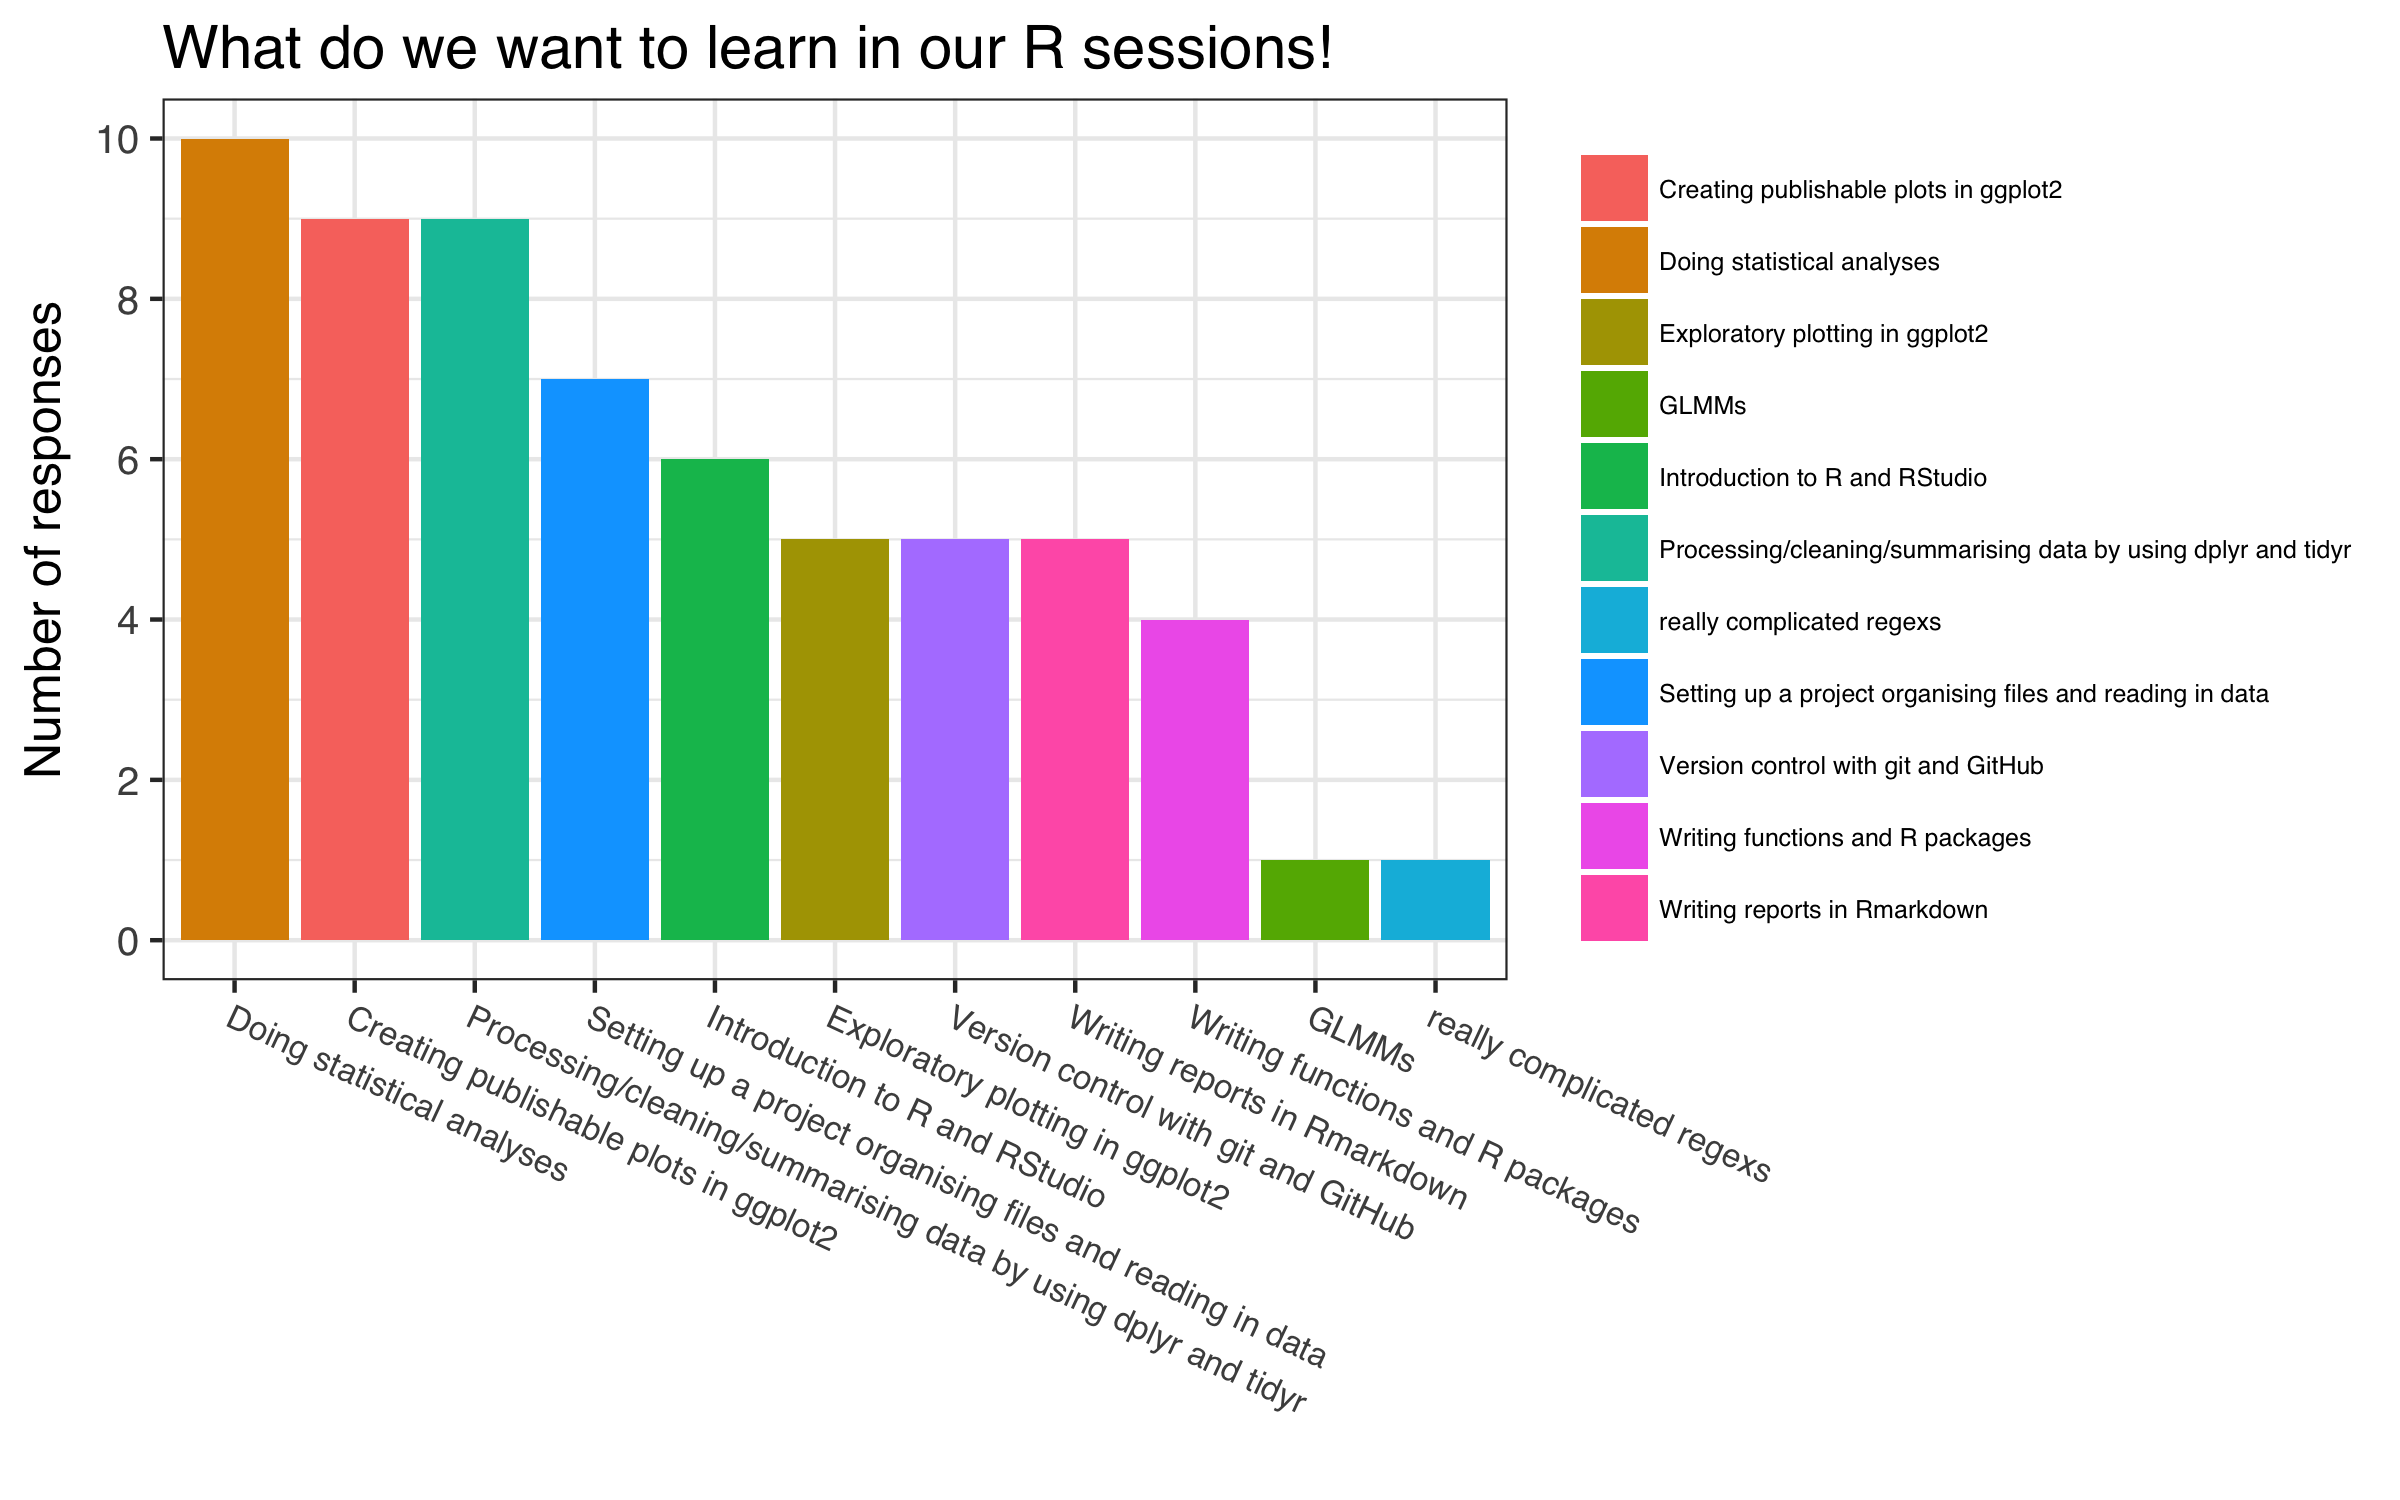 What do we want to learn in our R sessions!
Number of responses
10
8
6
4
2
0
Doing statistical analyses
Creating publishable plots in ggplot2
Processing/cleaning/summarising data by using dplyr and tidyr
Setting up a project organising files and reading in data
Introduction to R and RStudio
Exploratory plotting in ggplot2
Version control with git and GitHub
Writing reports in Rmarkdown
Writing functions and R packages
GLMMs
really complicated regexs
Creating publishable plots in ggplot2
Doing statistical analyses
Exploratory plotting in ggplot2
GLMMs
Introduction to R and RStudio
Processing/cleaning/summarising data by using dplyr and tidyr
really complicated regexs
Setting up a project organising files and reading in data
Version control with git and GitHub
Writing functions and R packages
Writing reports in Rmarkdown